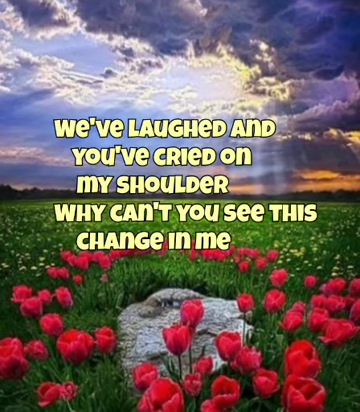 We've laughed and
you've cried on
my shoulder
Why can't you see this
change in me